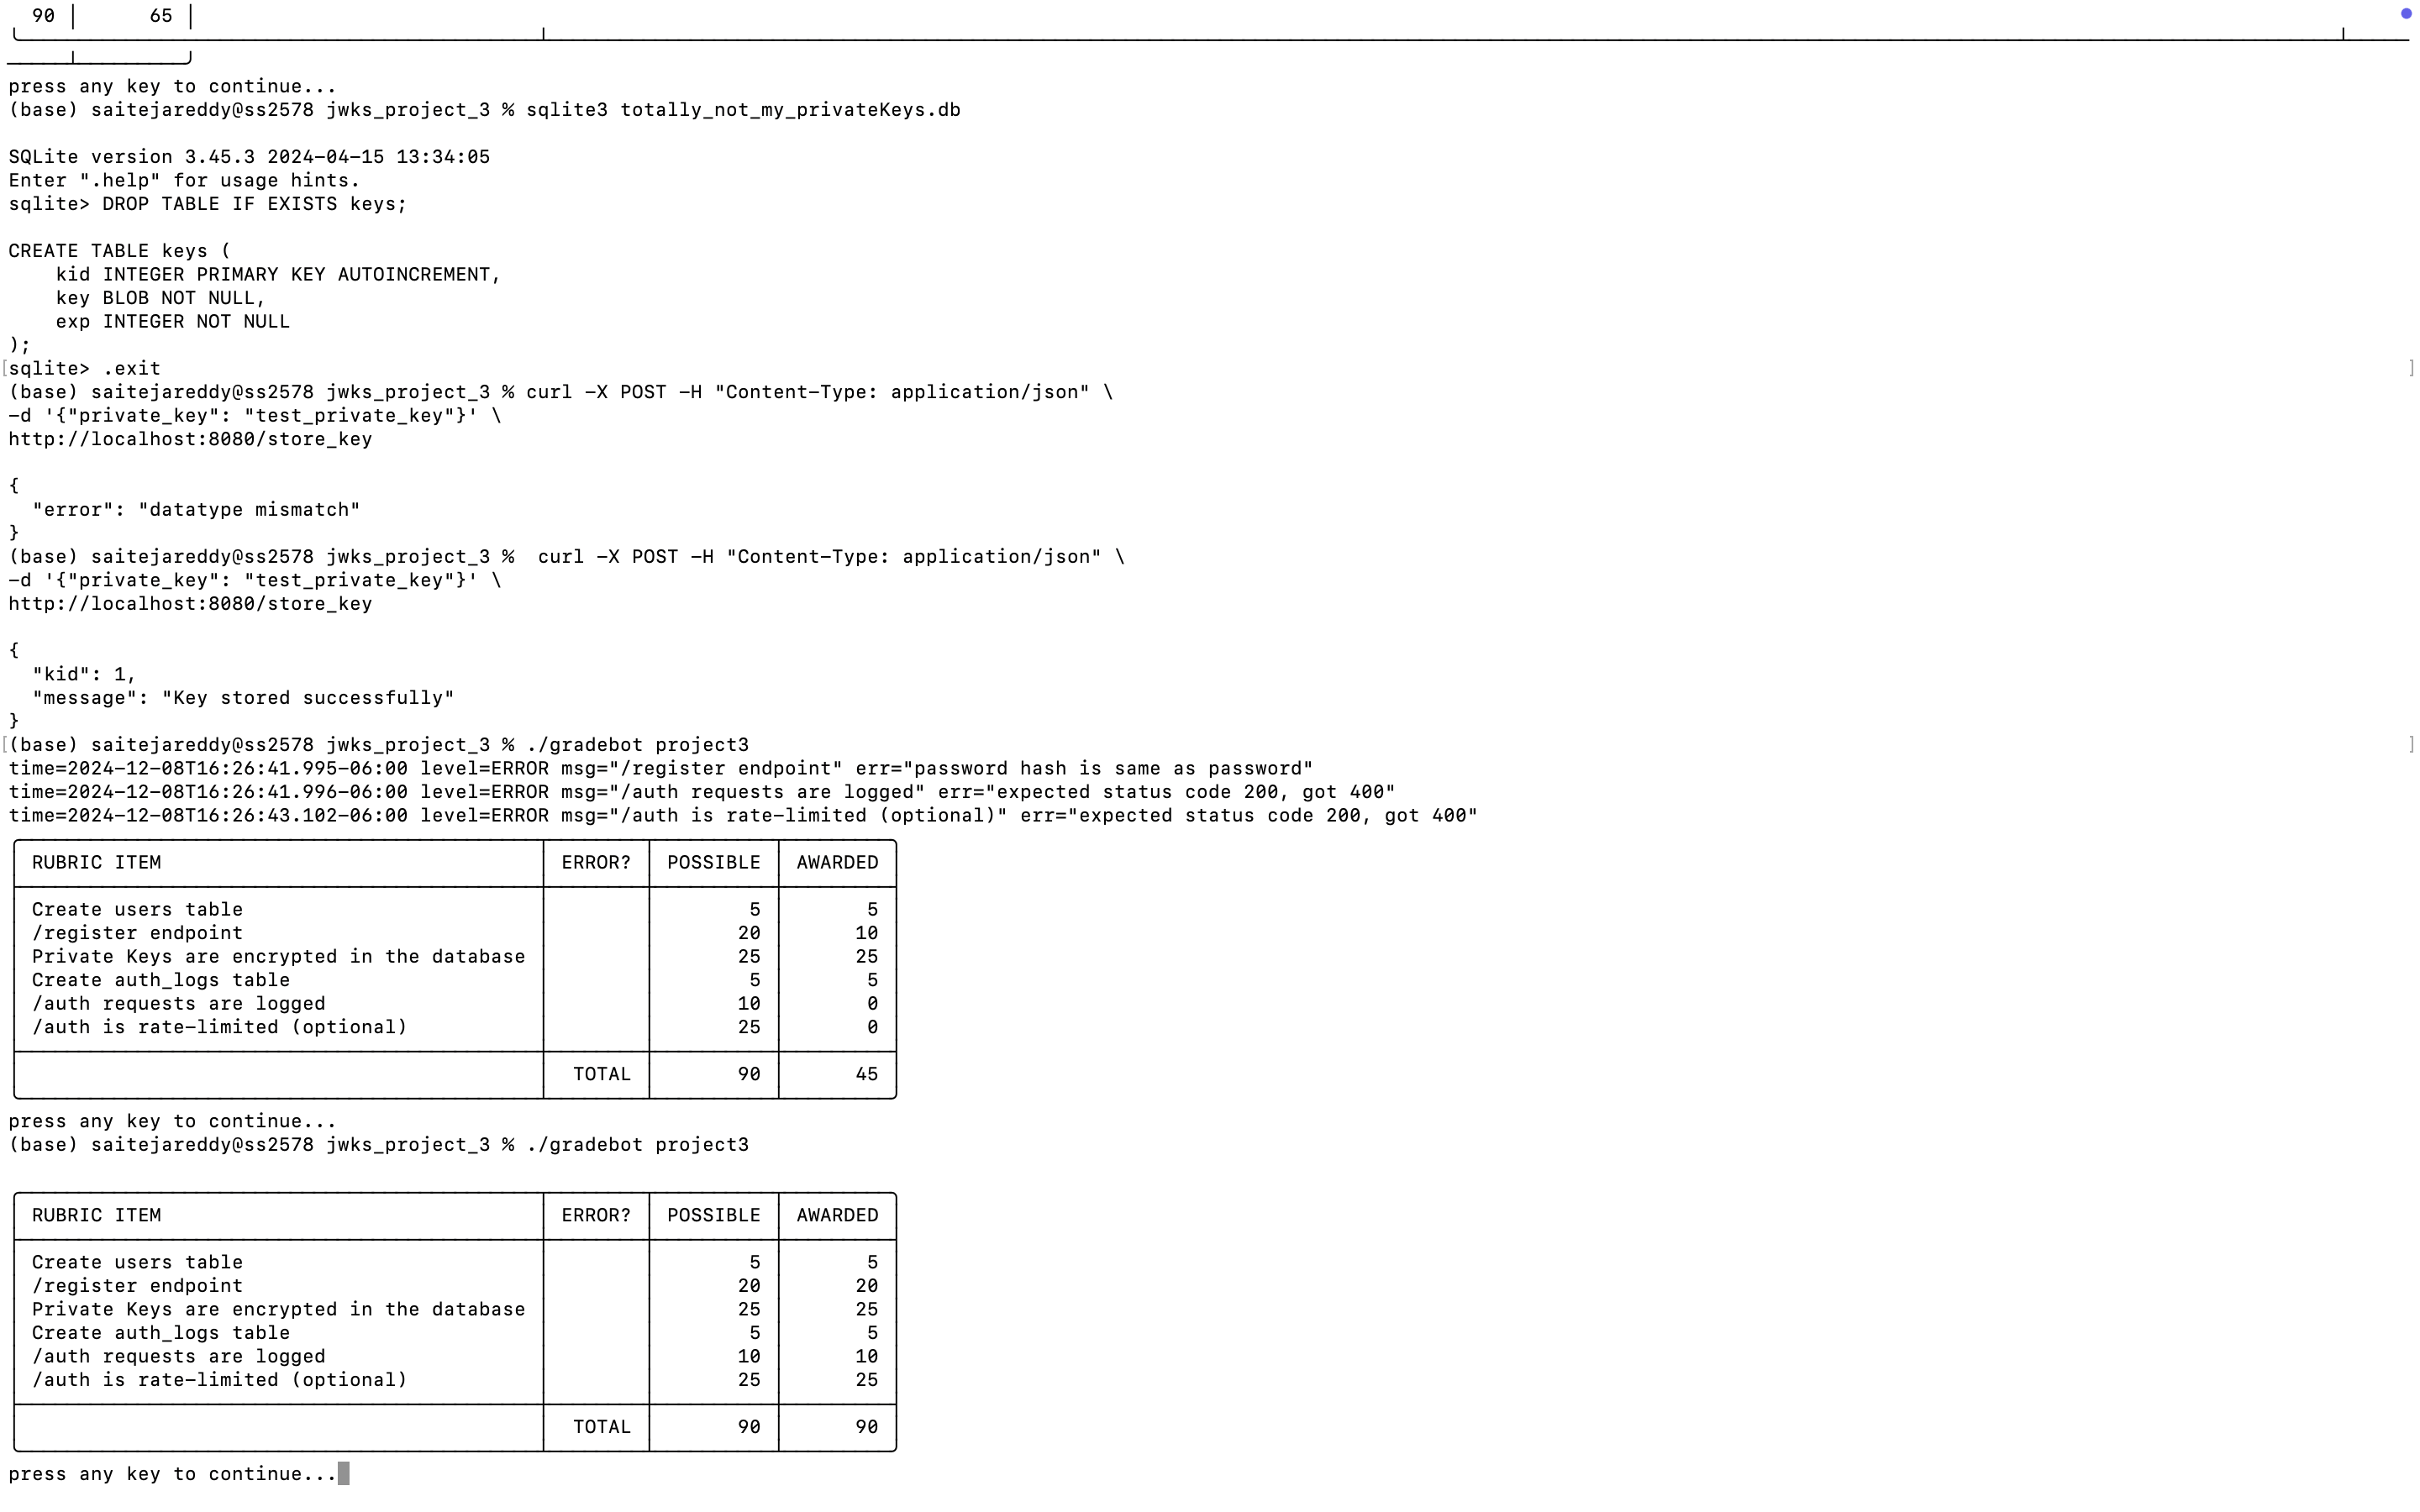 90 65
press any key to continue...
(base) saitejareddy@ss2578 jwks_project_3 % sqlite3 totally_not_my_privateKeys.db
SQLite version 3.45.3 2024-04-15 13:34:05
Enter ".help" for usage hints.
sqlite> DROP TABLE IF EXISTS keys;
CREATE TABLE keys (
    kid INTEGER PRIMARY KEY AUTOINCREMENT,
    key BLOB NOT NULL,
    exp INTEGER NOT NULL
);
[sqlite> .exit ]
(base) saitejareddy@ss2578 jwks_project_3 % curl -X POST -H "Content-Type: application/json" \
-d '{"private_key": "test_private_key"}' \
http://localhost:8080/store_key
{
  "error": "datatype mismatch"
}
(base) saitejareddy@ss2578 jwks_project_3 %  curl -X POST -H "Content-Type: application/json" \
-d '{"private_key": "test_private_key"}' \
http://localhost:8080/store_key
{
  "kid": 1,
  "message": "Key stored successfully"
}
[(base) saitejareddy@ss2578 jwks_project_3 % ./gradebot project3 ]
time=2024-12-08T16:26:41.995-06:00 level=ERROR msg="/register endpoint" err="password hash is same as password"
time=2024-12-08T16:26:41.996-06:00 level=ERROR msg="/auth requests are logged" err="expected status code 200, got 400"
time=2024-12-08T16:26:43.102-06:00 level=ERROR msg="/auth is rate-limited (optional)" err="expected status code 200, got 400"
RUBRIC ITEM ERROR? POSSIBLE AWARDED
Create users table 5 5
/register endpoint 20 10
Private Keys are encrypted in the database 25 25
Create auth_logs table 5 5
/auth requests are logged 10 0
/auth is rate-limited (optional) 25 0
TOTAL 90 45
press any key to continue...
(base) saitejareddy@ss2578 jwks_project_3 % ./gradebot project3
RUBRIC ITEM ERROR? POSSIBLE AWARDED
Create users table 5 5
/register endpoint 20 20
Private Keys are encrypted in the database 25 25
Create auth_logs table 5 5
/auth requests are logged 10 10
/auth is rate-limited (optional) 25 25
TOTAL 90 90
press any key to continue...